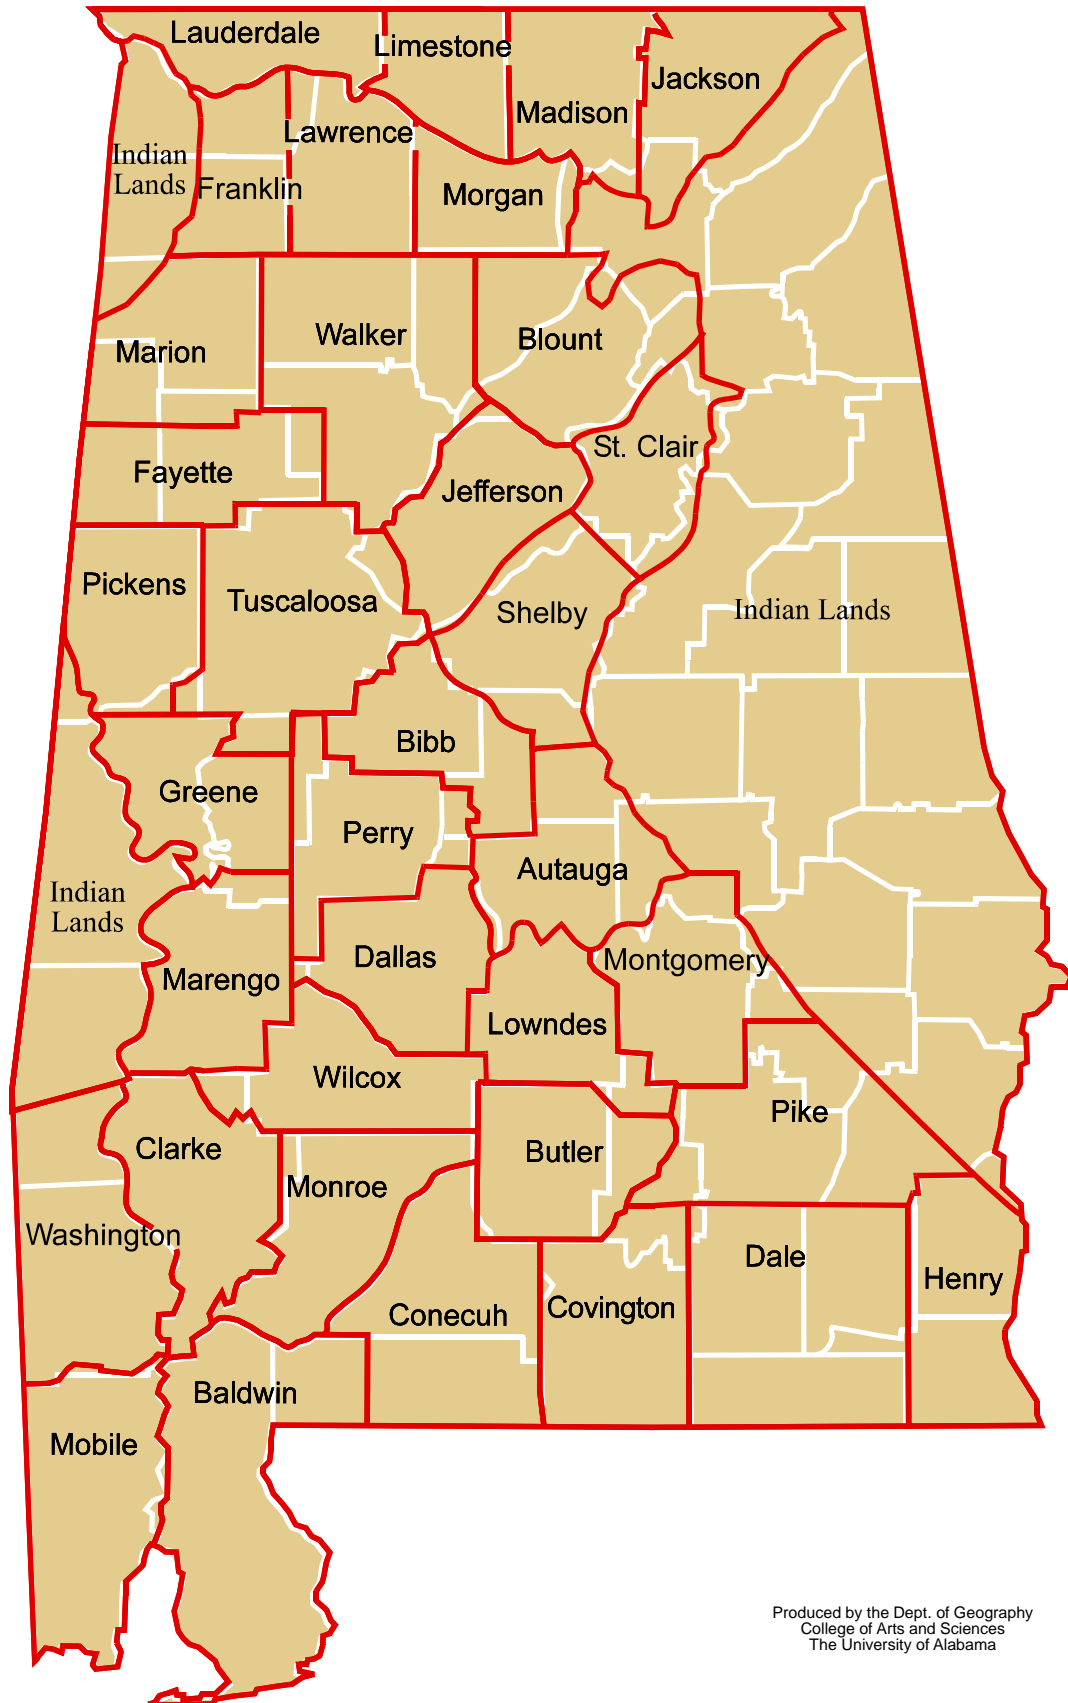 Lauderdale
Limestone
Jackson
Madison
Lawrence
Indian
Lands
Franklin
Morgan
Walker
Blount
Marion
St. Clair
Fayette
Jefferson
Pickens
Tuscaloosa
Shelby
Indian Lands
Bibb
Greene
Perry
Autauga
Indian
Lands
Dallas
Montgomery
Marengo
Lowndes
Wilcox
Pike
Clarke
Butler
Monroe
Washington
Dale
Henry
Conecuh
Covington
Baldwin
Mobile
Produced by the Dept. of Geography
College of Arts and Sciences
The University of Alabama